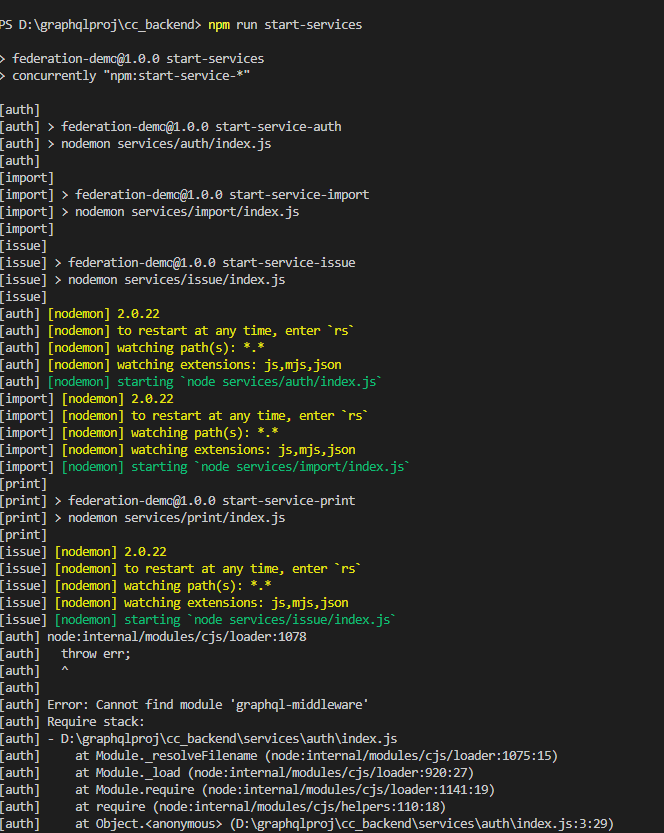 PS D:\graphqlproj\cc_backend> npm run start-services
> federation-demo@1.0.0 start-services
> concurrently "npm:start-service-*"
[auth]
[auth] > federation-demo@1.0.0 start-service-auth
[auth] > nodemon services/auth/index.js
[auth]
[import]
[import] > federation-demo@1.0.0 start-service-import
[import] > nodemon services/import/index.js
[import]
[issue]
[issue] > federation-demo@1.0.0 start-service-issue
[issue] > nodemon services/issue/index.js
[issue]
[auth] [nodemon] 2.0.22
[auth] [nodemon] to restart at any time, enter `rs`
[auth] [nodemon] watching path(s): *.*
[auth] [nodemon] watching extensions: js,mjs,json
[auth] [nodemon] starting `node services/auth/index.js`
[import] [nodemon] 2.0.22
[import] [nodemon] to restart at any time, enter `rs`
[import] [nodemon] watching path(s): *.*
[import] [nodemon] watching extensions: js,mjs,json
[import] [nodemon] starting `node services/import/index.js`
[print]
[print] > federation-demo@1.0.0 start-service-print
[print] > nodemon services/print/index.js
[print]
[issue] [nodemon] 2.0.22
[issue] [nodemon] to restart at any time, enter `rs`
[issue] [nodemon] watching path(s): *.*
[issue] [nodemon] watching extensions: js,mjs,json
[issue] [nodemon] starting `node services/issue/index.js`
[auth] node:internal/modules/cjs/loader:1078
[auth]   throw err;
[auth]   ^
[auth]
[auth] Error: Cannot find module 'graphql-middleware'
[auth] Require stack:
[auth] - D:\graphqlproj\cc_backend\services\auth\index.js
[auth]     at Module._resolveFilename (node:internal/modules/cjs/loader:1075:15)
[auth]     at Module._load (node:internal/modules/cjs/loader:920:27)
[auth]     at Module.require (node:internal/modules/cjs/loader:1141:19)
[auth]     at require (node:internal/modules/cjs/helpers:110:18)
[auth]     at Object.<anonymous> (D:\graphqlproj\cc_backend\services\auth\index.js:3:29)